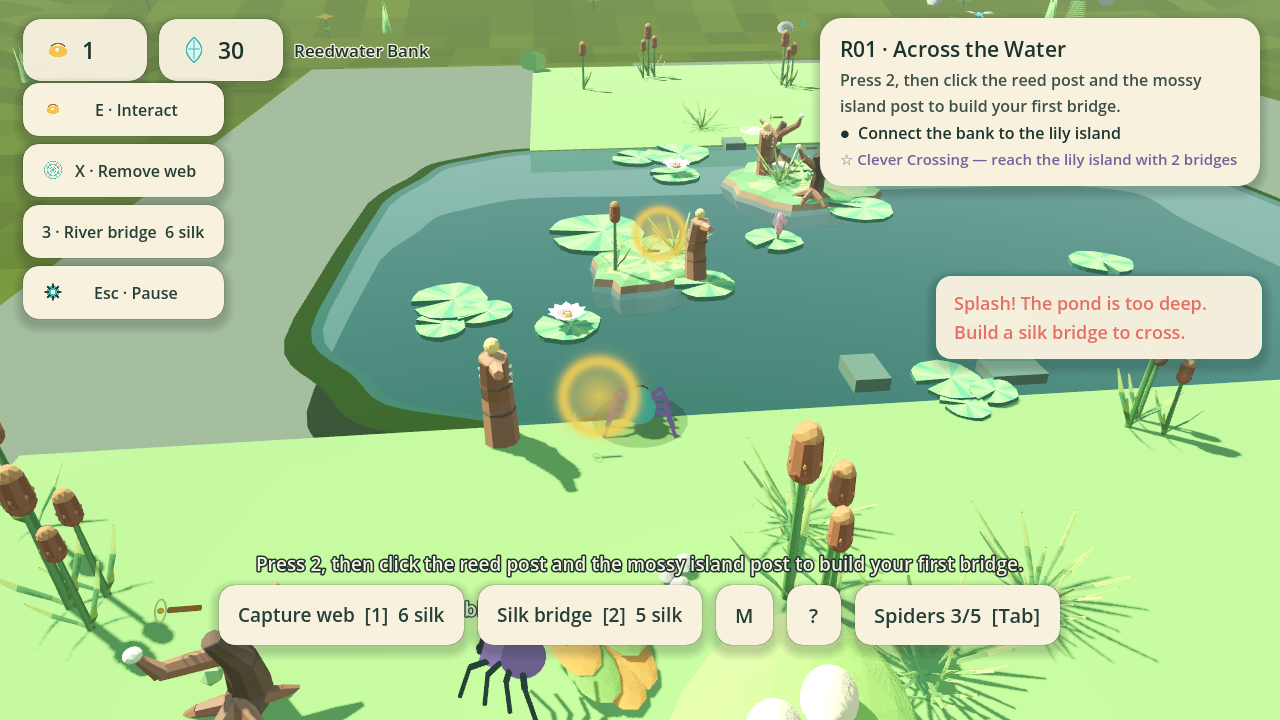 1
30
Reedwater Bank
E · Interact
X · Remove web
3 · River bridge 6 silk
Esc · Pause
R01 · Across the Water
Press 2, then click the reed post and the mossy
island post to build your first bridge.
● Connect the bank to the lily island
☆ Clever Crossing — reach the lily island with 2 bridges
Splash! The pond is too deep.
Build a silk bridge to cross.
Press 2, then click the reed post and the mossy island post to build your first bridge.
Capture web [1] 6 silk
Silk bridge [2] 5 silk
M
?
Spiders 3/5 [Tab]